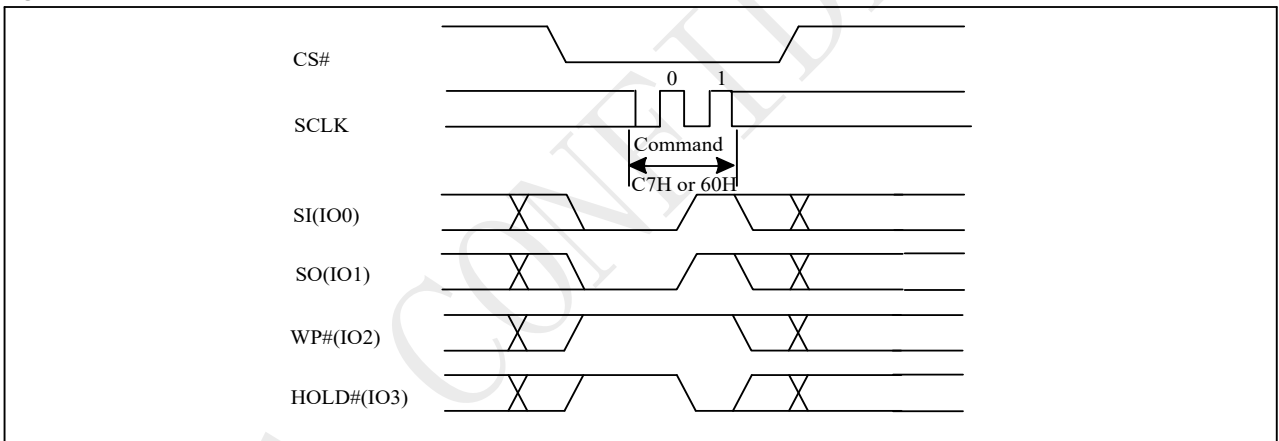 CS#
0 1
SCLK
Command
C7H or 60H
SI(IO0)
SO(IO1)
WP#(IO2)
HOLD#(IO3)